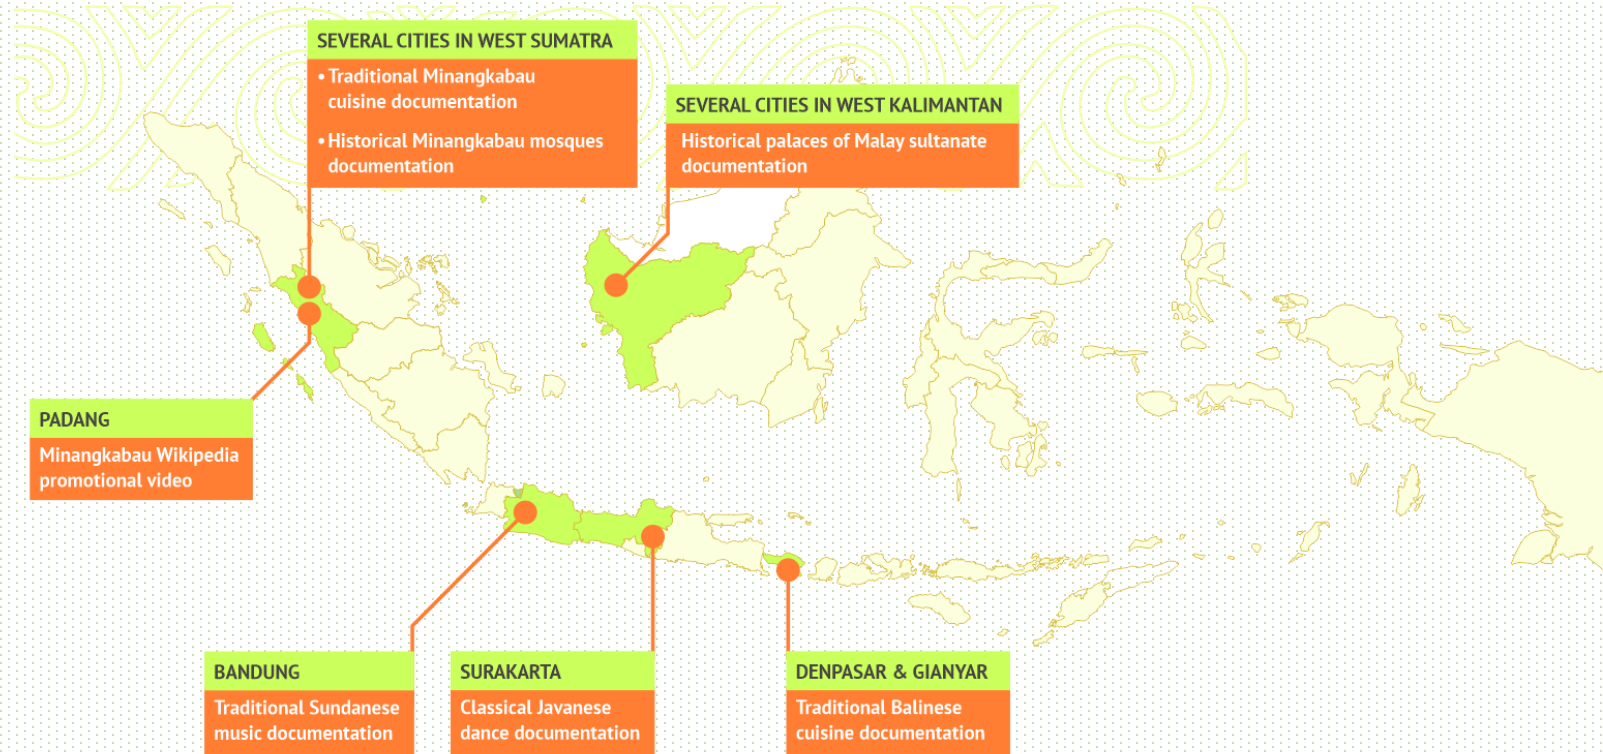 SEVERAL CITIES IN WEST SUMATRA
• Traditional Minangkabau
cuisine documentation
• Historical Minangkabau mosques
documentation
SEVERAL CITIES IN WEST KALIMANTAN
Historical palaces of Malay sultanate
documentation
PADANG
Minangkabau Wikipedia
promotional video
BANDUNG
Traditional Sundanese
music documentation
SURAKARTA
Classical Javanese
dance documentation
DENPASAR & GIANYAR
Traditional Balinese
cuisine documentation